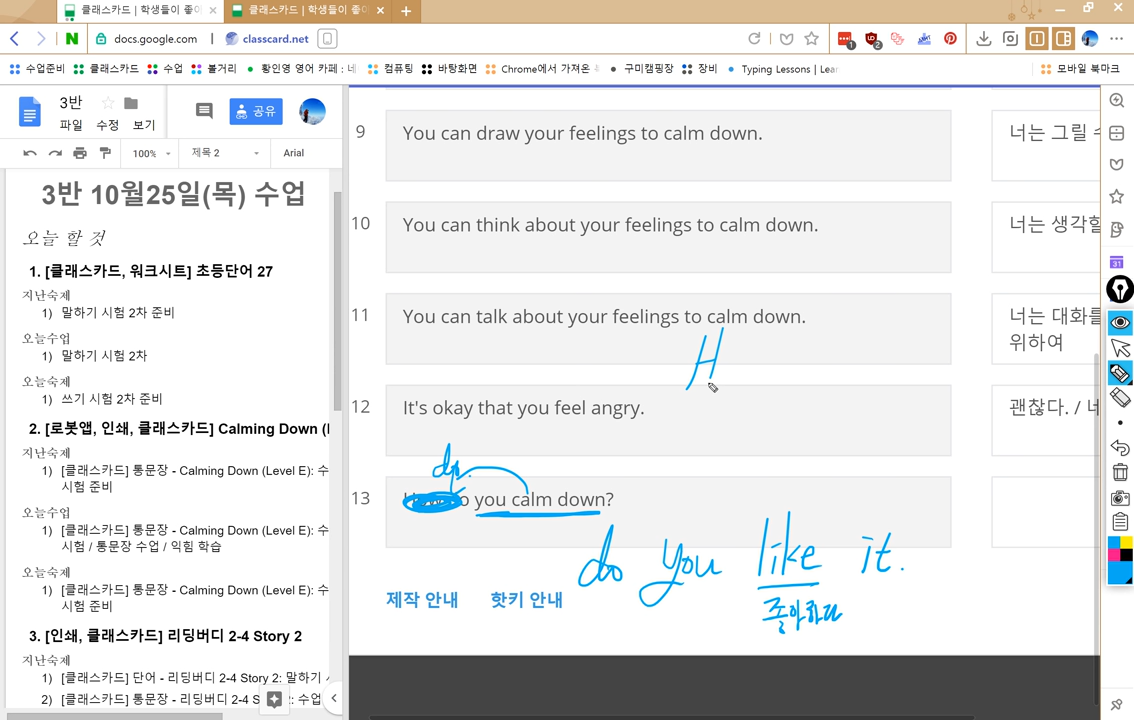 클래스카드 | 학생들이 좋아
클래스카드 | 학생들이 좋아
docs.google.com | classcard.net
수업준비 클래스카드 수업 볼거리 황인영 영어 카페 : 네 컴퓨팅 바탕화면 Chrome에서 가져온 구미캠핑장 장비 Typing Lessons | Lear 모바일 북마크
3반
파일 수정 보기
공유
100% 제목 2 Arial
3반 10월25일(목) 수업
오늘 할 것
1. [클래스카드, 워크시트] 초등단어 27
지난숙제
1) 말하기 시험 2차 준비
오늘수업
1) 말하기 시험 2차
오늘숙제
1) 쓰기 시험 2차 준비
2. [로봇앱, 인쇄, 클래스카드] Calming Down (
지난숙제
1) [클래스카드] 통문장 - Calming Down (Level E): 수
시험 준비
오늘수업
1) [클래스카드] 통문장 - Calming Down (Level E): 수
시험 / 통문장 수업 / 익힘 학습
오늘숙제
1) [클래스카드] 통문장 - Calming Down (Level E): 수
시험 준비
3. [인쇄, 클래스카드] 리딩버디 2-4 Story 2
지난숙제
1) [클래스카드] 단어 - 리딩버디 2-4 Story 2: 말하기
2) [클래스카드] 통문장 - 리딩버디 2-4 S 2: 수업
9 You can draw your feelings to calm down. 너는 그릴 수
10 You can think about your feelings to calm down. 너는 생각할
11 You can talk about your feelings to calm down. 너는 대화를
위하여
H
12 It's okay that you feel angry. 괜찮다. / 네
do
13 you calm down?
do you like it.
좋아하다
제작 안내 핫키 안내